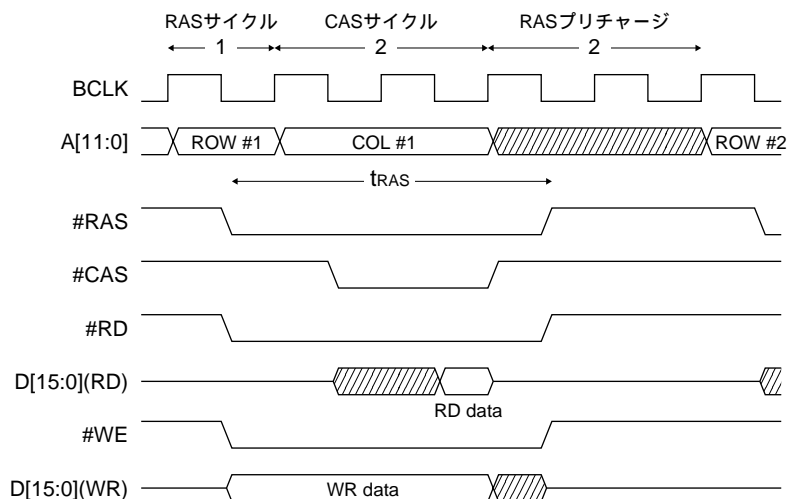 RASサイクル CASサイクル RASプリチャージ
1 2 2
BCLK
A[11:0] ROW #1 COL #1 ROW #2
tRAS
#RAS
#CAS
#RD
D[15:0](RD)
RD data
#WE
D[15:0](WR) WR data